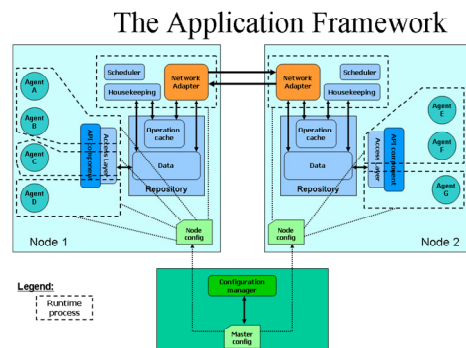 The Application Framework
Scheduler
Housekeeping
Network
Adapter
Network
Adapter
Scheduler
Housekeeping
Agent
A
Agent
B
Agent
C
Agent
D
API component
Access Layer
Operation
cache
Data
Repository
Operation
cache
Data
Repository
Access Layer
API component
Agent
E
Agent
F
Agent
G
Node 1
Node
config
Node
config
Node 2
Legend:
Runtime
process
Configuration
manager
Master
config